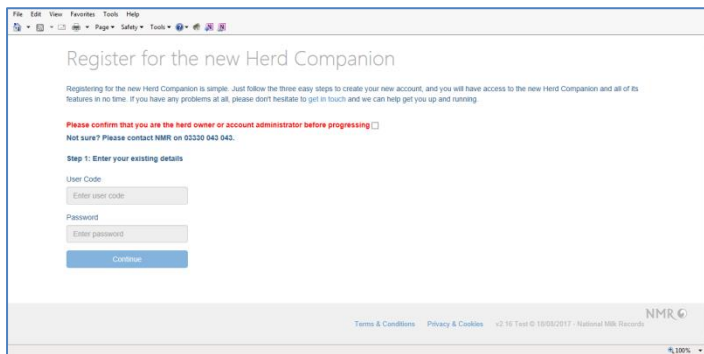 File Edit View Favorites Tools Help
Page Safety Tools
Register for the new Herd Companion
Registering for the new Herd Companion is simple. Just follow the three easy steps to create your new account, and you will have access to the new Herd Companion and all of its
features in no time. If you have any problems at all, please don't hesitate to get in touch and we can help get you up and running.
Please confirm that you are the herd owner or account administrator before progressing
Not sure? Please contact NMR on 03330 043 043.
Step 1: Enter your existing details
User Code
Enter user code
Password
Enter password
Continue
NMR
Terms & Conditions Privacy & Cookies v2.16 Test © 18/08/2017 - National Milk Records
100%